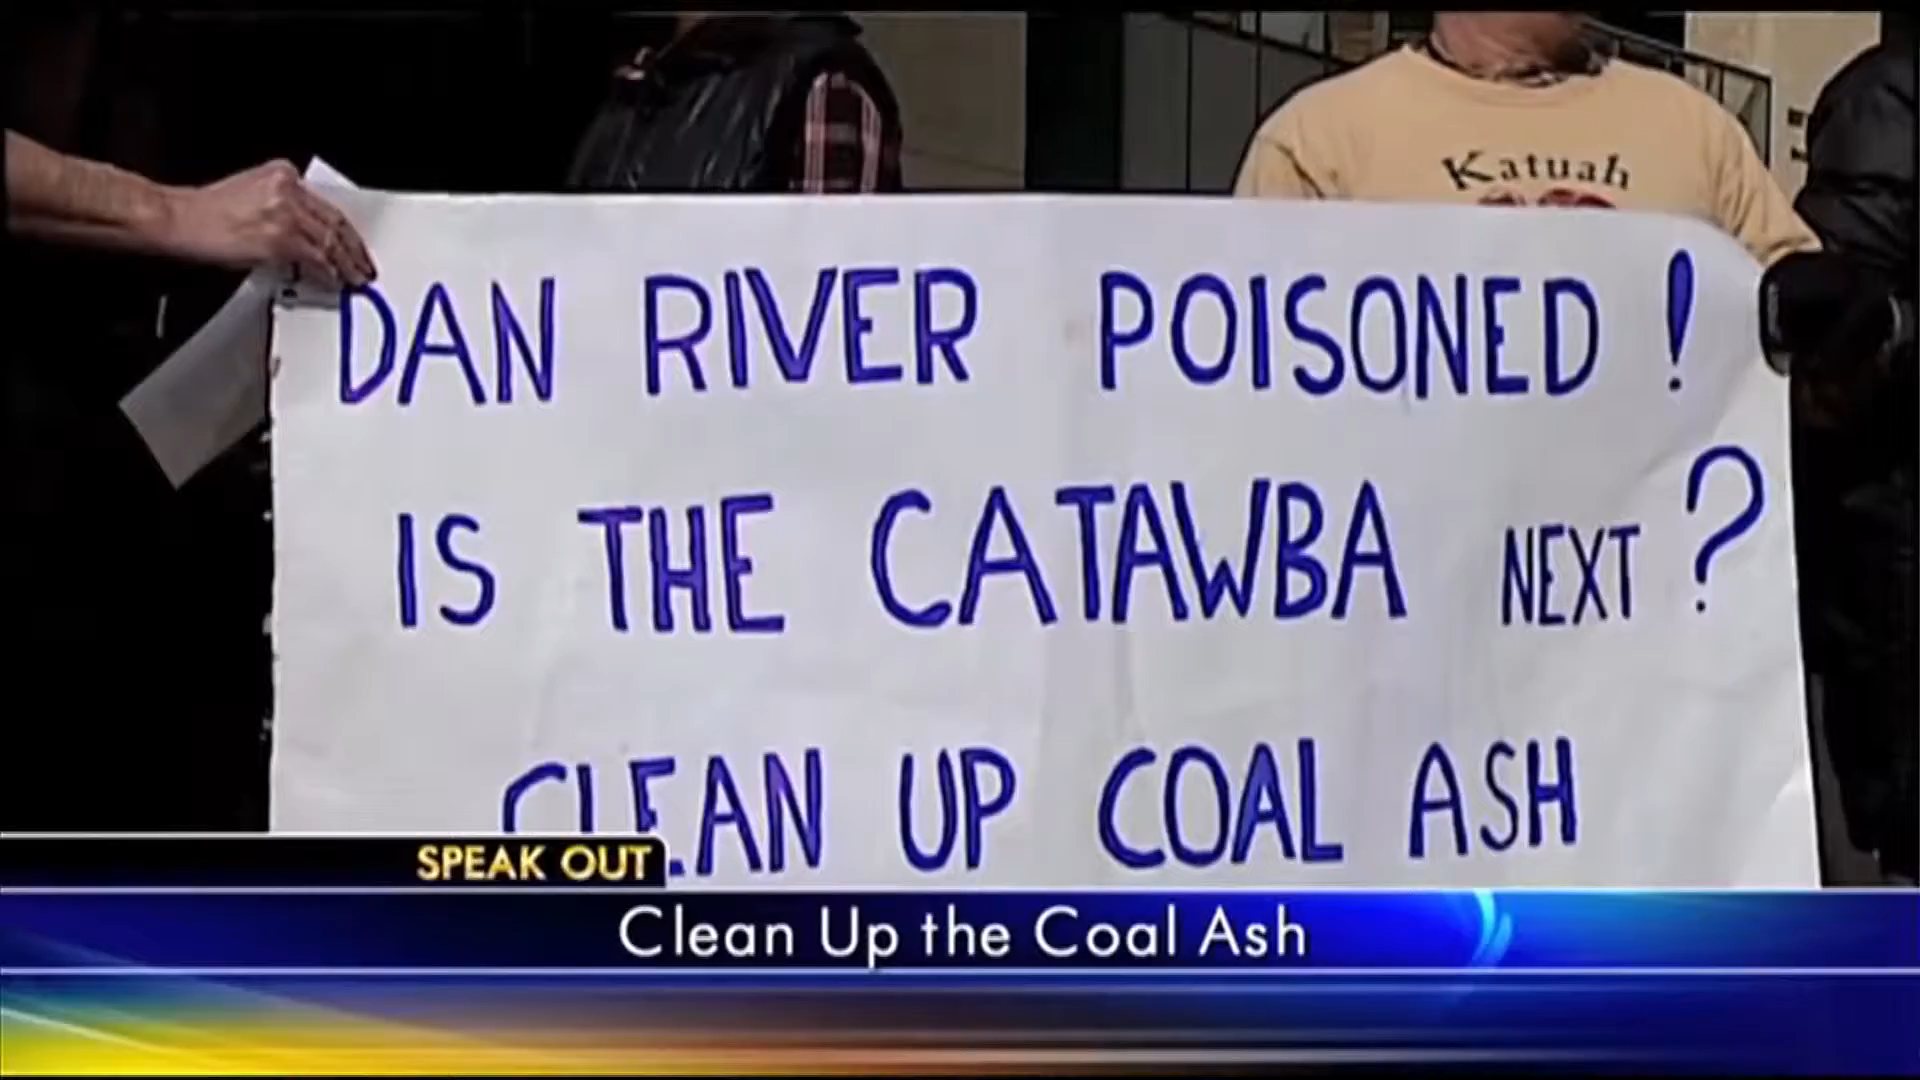 Katuah
DAN RIVER POISONED!
IS THE CATAWBA NEXT?
CLEAN UP COAL ASH
SPEAK OUT
Clean Up the Coal Ash